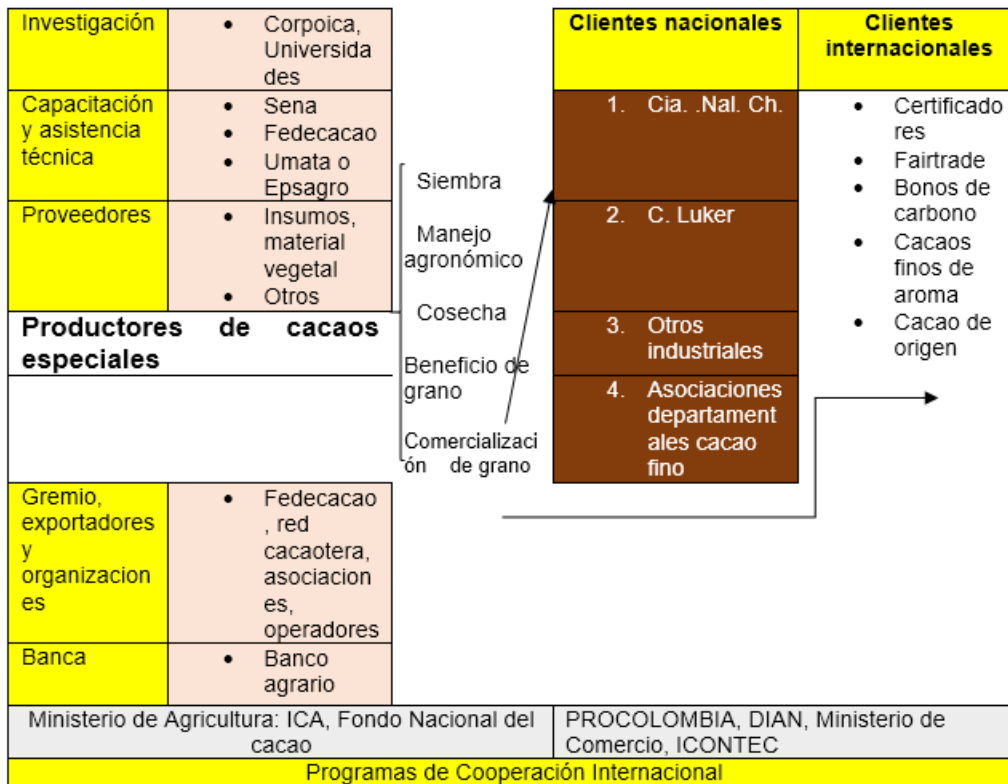 Investigación
• Corpoica,
Universida
des
Capacitación
y asistencia
técnica
• Sena
• Fedecacao
• Umata o
Epsagro
Proveedores
• Insumos,
material
vegetal
• Otros
Productores de cacaos
especiales
Siembra
Manejo
agronómico
Cosecha
Beneficio de
grano
Comercializaci
ón de grano
Clientes nacionales
1. Cia. .Nal. Ch.
2. C. Luker
3. Otros
industriales
4. Asociaciones
departament
ales cacao
fino
Clientes
internacionales
• Certificado
res
• Fairtrade
• Bonos de
carbono
• Cacaos
finos de
aroma
• Cacao de
origen
Gremio,
exportadores
y
organizacion
es
• Fedecacao
, red
cacaotera,
asociacion
es,
operadores
Banca
• Banco
agrario
Ministerio de Agricultura: ICA, Fondo Nacional del
cacao
PROCOLOMBIA, DIAN, Ministerio de
Comercio, ICONTEC
Programas de Cooperación Internacional